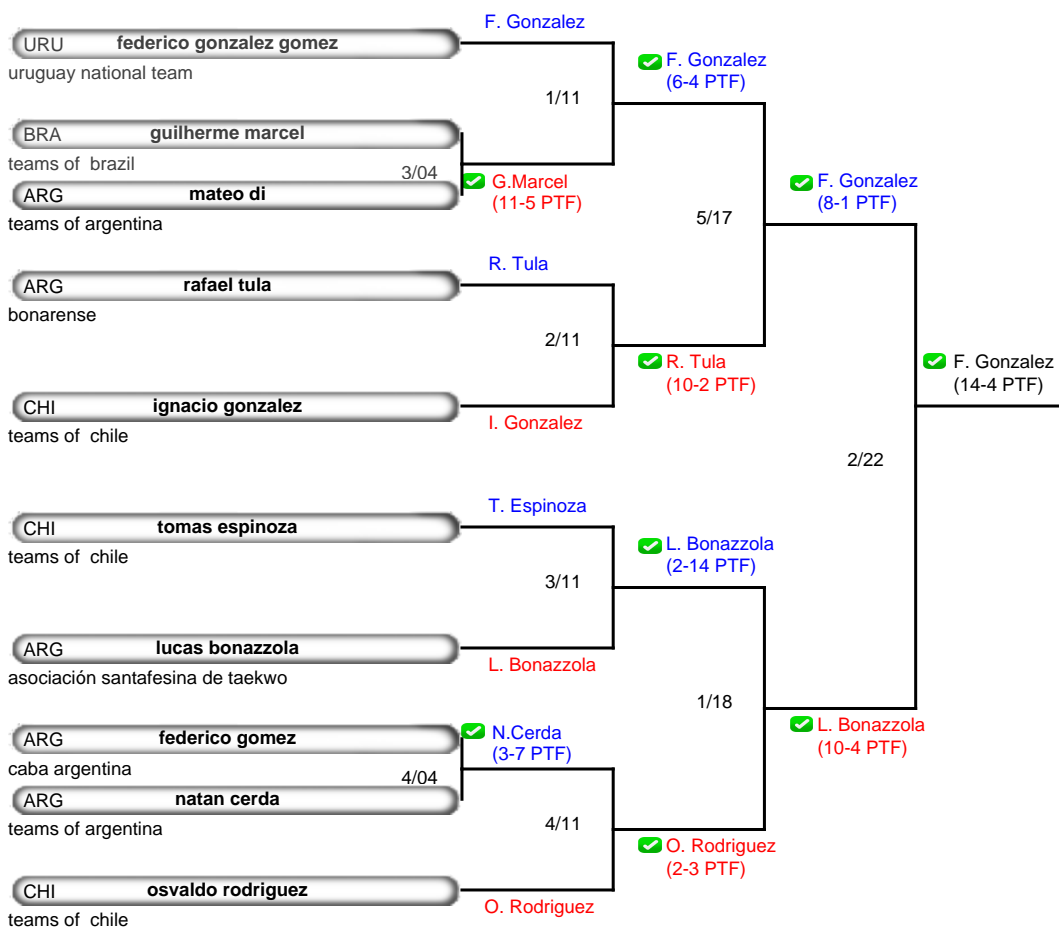 F. Gonzalez
URU federico gonzalez gomez
uruguay national team
F. Gonzalez
(6-4 PTF)
1/11
BRA guilherme marcel
teams of  brazil
3/04
G.Marcel
(11-5 PTF)
ARG mateo di
teams of argentina
F. Gonzalez
(8-1 PTF)
5/17
R. Tula
ARG rafael tula
bonarense
2/11
R. Tula
(10-2 PTF)
F. Gonzalez
(14-4 PTF)
CHI ignacio gonzalez
teams of  chile
I. Gonzalez
2/22
T. Espinoza
CHI tomas espinoza
teams of  chile
L. Bonazzola
(2-14 PTF)
3/11
ARG lucas bonazzola
asociación santafesina de taekwo
L. Bonazzola
1/18
L. Bonazzola
(10-4 PTF)
ARG federico gomez
caba argentina
N.Cerda
(3-7 PTF)
4/04
ARG natan cerda
teams of argentina
4/11
O. Rodriguez
(2-3 PTF)
CHI osvaldo rodriguez
teams of  chile
O. Rodriguez